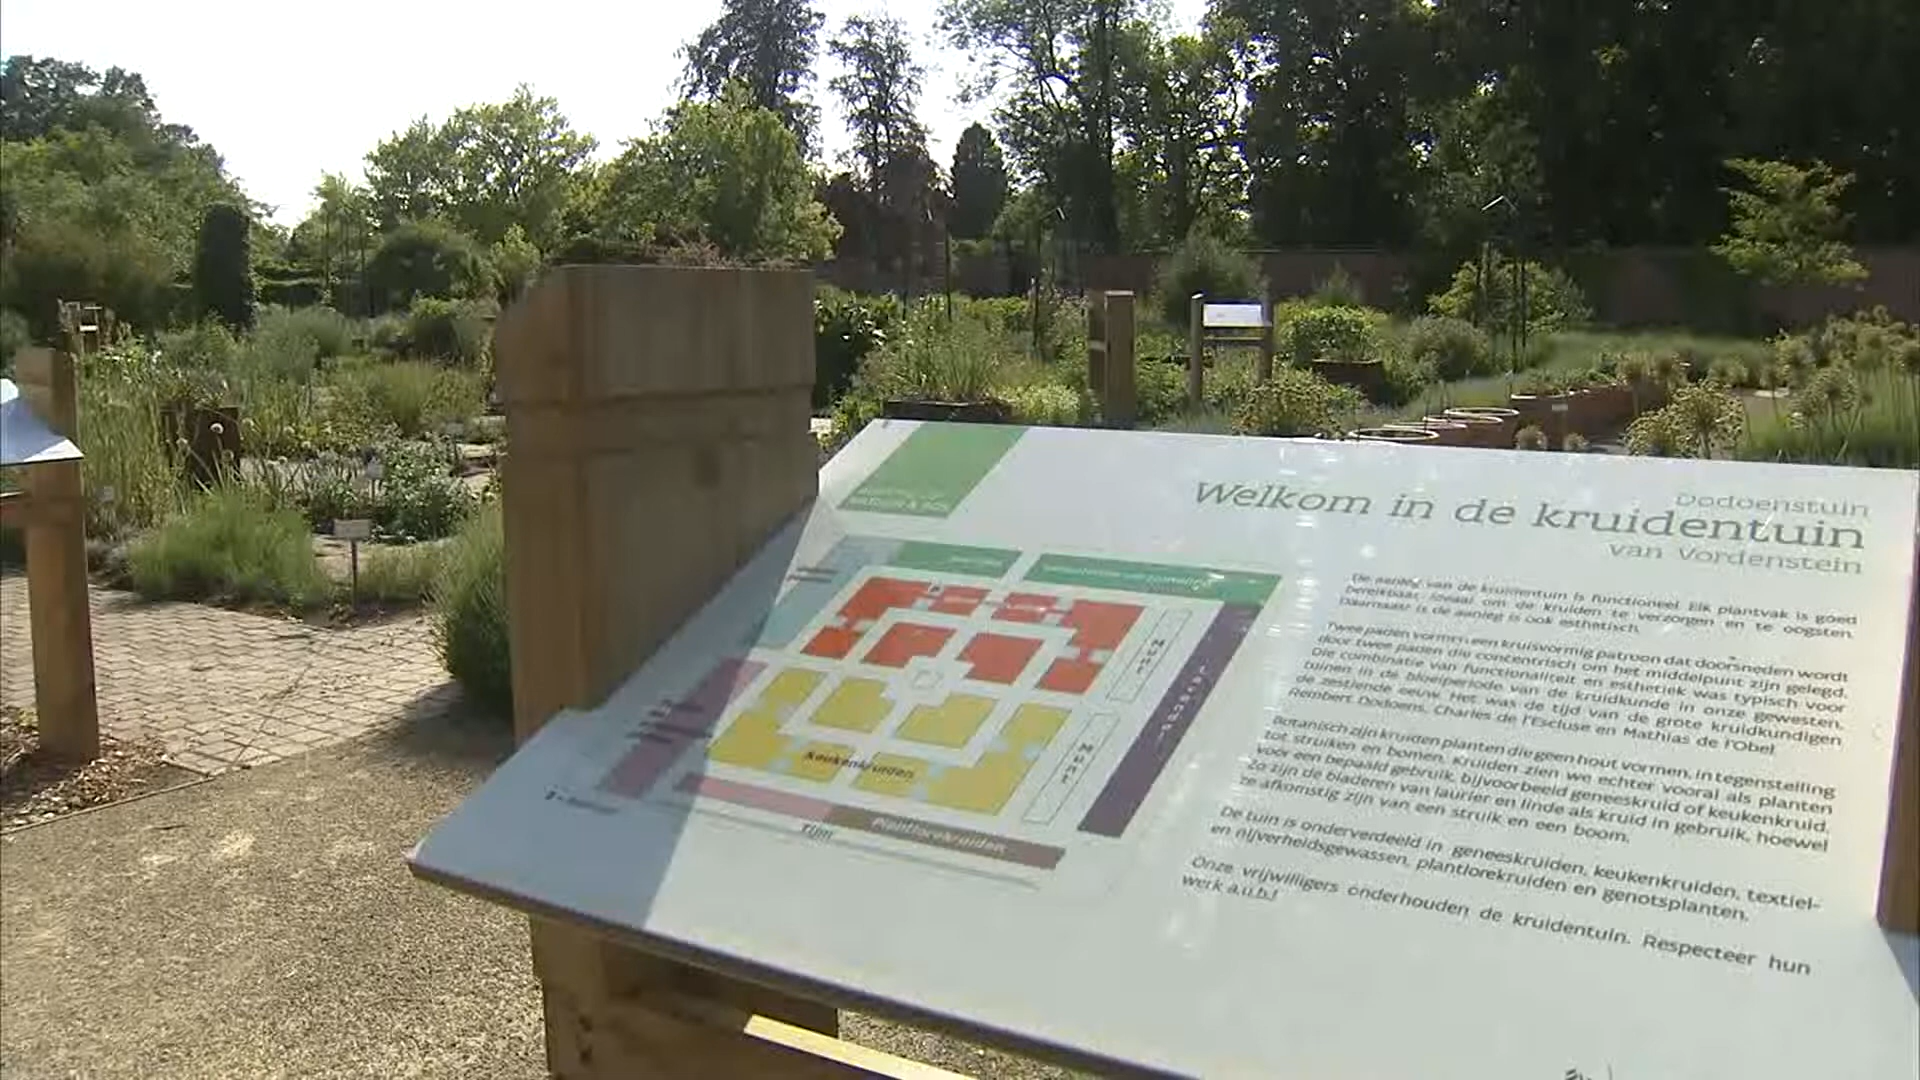 Dodoenstuin
Welkom in de kruidentuin
van Vordenstein
De aanleg van de kruidentuin is functioneel. Elk plantvak is goed
bereikbaar, ideaal om de kruiden te verzorgen en te oogsten.
Daarnaast is de aanleg is ook esthetisch.
Twee paden vormen een kruisvormig patroon dat doorsneden wordt
door twee paden die concentrisch om het middelpunt zijn gelegd.
Die combinatie van functionaliteit en esthetiek was typisch voor
tuinen in de bloeiperiode van de kruidkunde in onze gewesten,
de zestiende eeuw. Het was de tijd van de grote kruidkundigen
Rembert Dodoens, Charles de l'Escluse en Mathias de l'Obel.
Botanisch zijn kruiden planten die geen hout vormen, in tegenstelling
tot struiken en bomen. Kruiden zien we echter vooral als planten
voor een bepaald gebruik, bijvoorbeeld geneeskruid of keukenkruid.
Zo zijn de bladeren van laurier en linde als kruid in gebruik, hoewel
ze afkomstig zijn van een struik en een boom.
De tuin is onderverdeeld in geneeskruiden, keukenkruiden, textiel-
en nijverheidsgewassen, plantlorekruiden en genotsplanten.
Onze vrijwilligers onderhouden de kruidentuin. Respecteer hun
werk a.u.b.!
Munt
Lavendel
Munt
Keukenkruiden
Plantlorekruiden
Tijm